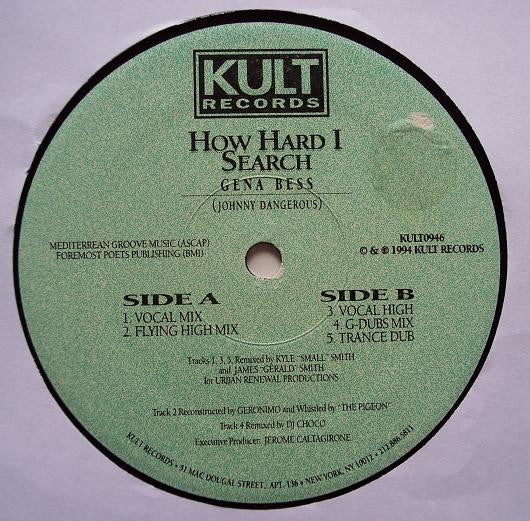 KULT
RECORDS
HOW HARD I
SEARCH
GENA BESS
(JOHNNY DANGEROUS)
MEDITERREAN GROOVE MUSIC (ASCAP)
FOREMOST POETS PUBLISHING (BMI)
KULT0946
© & ℗ 1994 KULT RECORDS
SIDE A
1. VOCAL MIX
2. FLYING HIGH MIX
SIDE B
3. VOCAL HIGH
4. G-DUBS MIX
5. TRANCE DUB
Tracks 1, 3, 5, Remixed by KYLE "SMALL" SMITH
and JAMES "GERALD" SMITH
for URBAN RENEWAL PRODUCTIONS
Track 2 Reconstructed by GERONIMO and Whistled by "THE PIGEON"
Track 4 Remixed by DJ CHOCO
Executive Producer: JEROME CALTAGIRONE
KULT RECORDS • 51 MAC DOUGAL STREET, APT. 136 • NEW YORK, NY 10012 • 212.886.5811